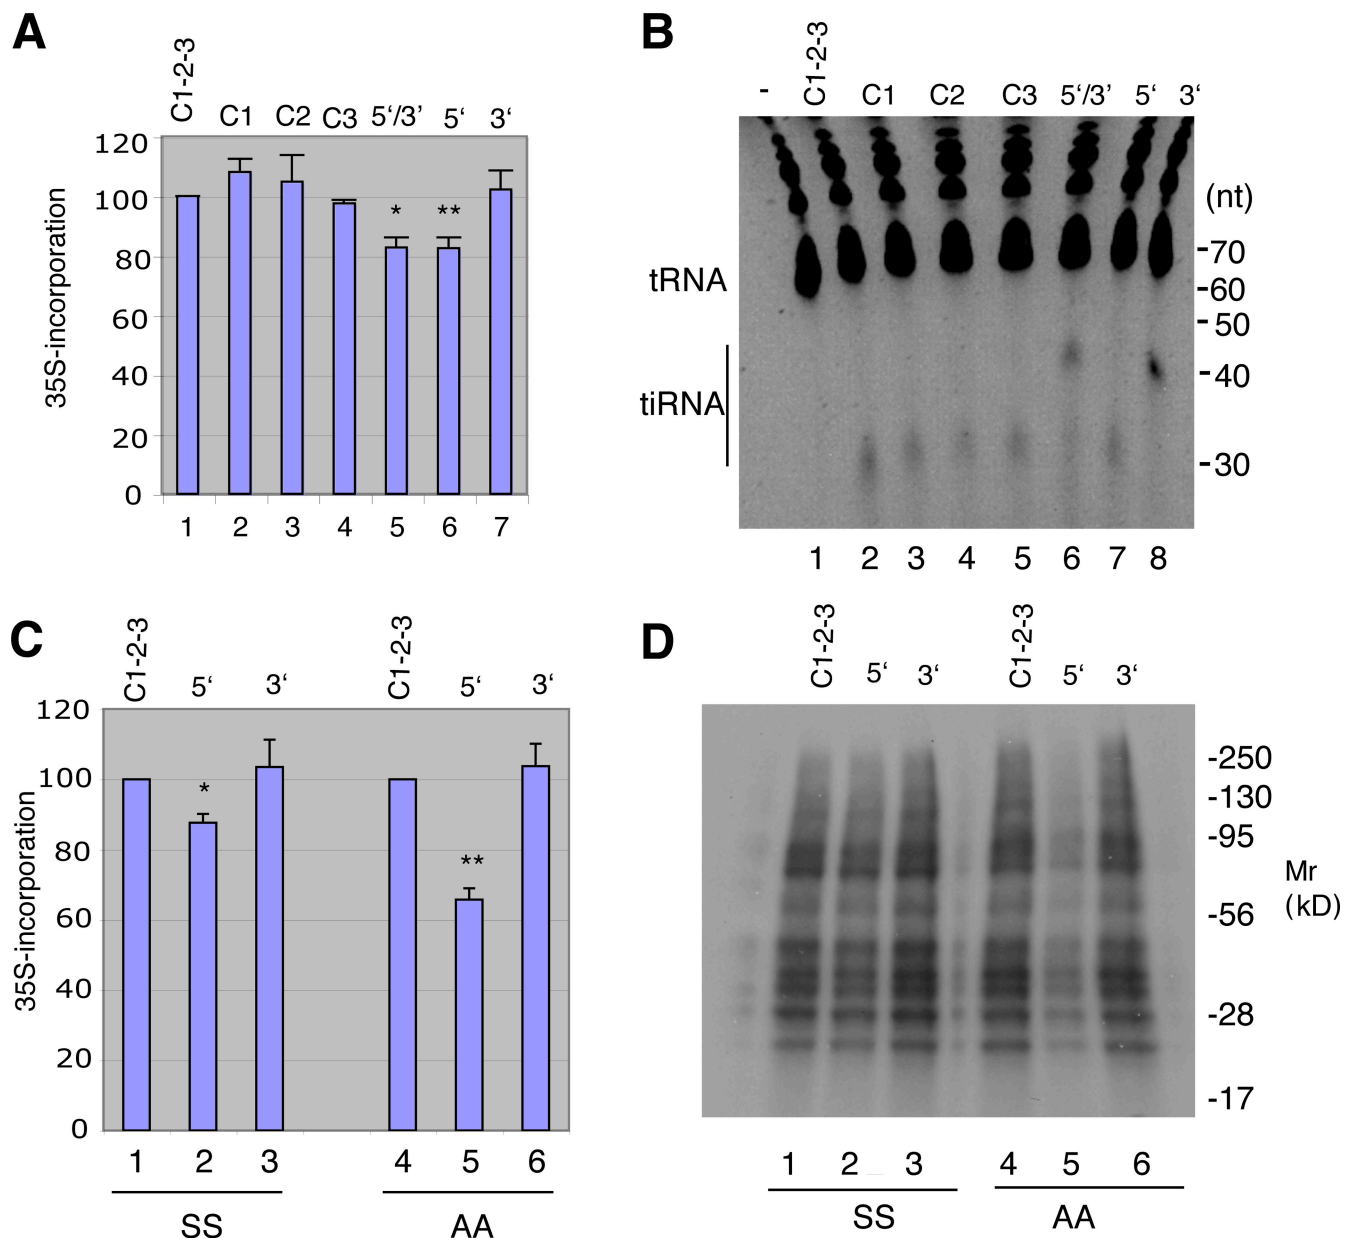 A
C1-2-3
C1 C2 C3 5‘/3’ 5‘ 3‘
120
100
80
60
40
20
0
35S-incorporation
* **
1 2 3 4 5 6 7
B
C1-2-3
- C1 C2 C3 5‘/3’ 5‘ 3‘
(nt)
tRNA
tiRNA
-70
-60
-50
-40
-30
1 2 3 4 5 6 7 8
C
C1-2-3 5‘ 3‘ C1-2-3 5‘ 3‘
120
100
80
60
40
20
0
35S-incorporation
* **
1 2 3 4 5 6
SS AA
D
C1-2-3 5‘ 3‘ C1-2-3 5‘ 3‘
-250
-130
-95
-56
-28
-17
Mr
(kD)
1 2 3 4 5 6
SS AA